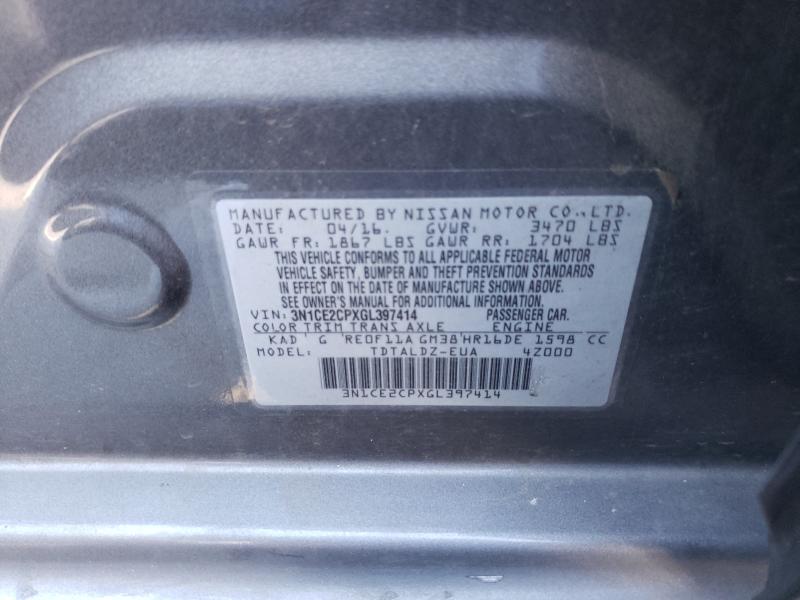 MANUFACTURED BY NISSAN MOTOR CO., LTD.
DATE: 04/16. GVWR: 3470 LBS
GAWR FR: 1867 LBS GAWR RR: 1704 LBS
THIS VEHICLE CONFORMS TO ALL APPLICABLE FEDERAL MOTOR
VEHICLE SAFETY, BUMPER AND THEFT PREVENTION STANDARDS
IN EFFECT ON THE DATE OF MANUFACTURE SHOWN ABOVE.
SEE OWNER'S MANUAL FOR ADDITIONAL INFORMATION.
VIN: 3N1CE2CPXGL397414 PASSENGER CAR.
COLOR TRIM TRANS AXLE ENGINE
KAD' G RE0F11A GM38'HR16DE 1598 CC
MODEL: TDTALDZ-EUA 4Z000
3N1CE2CPXGL397414